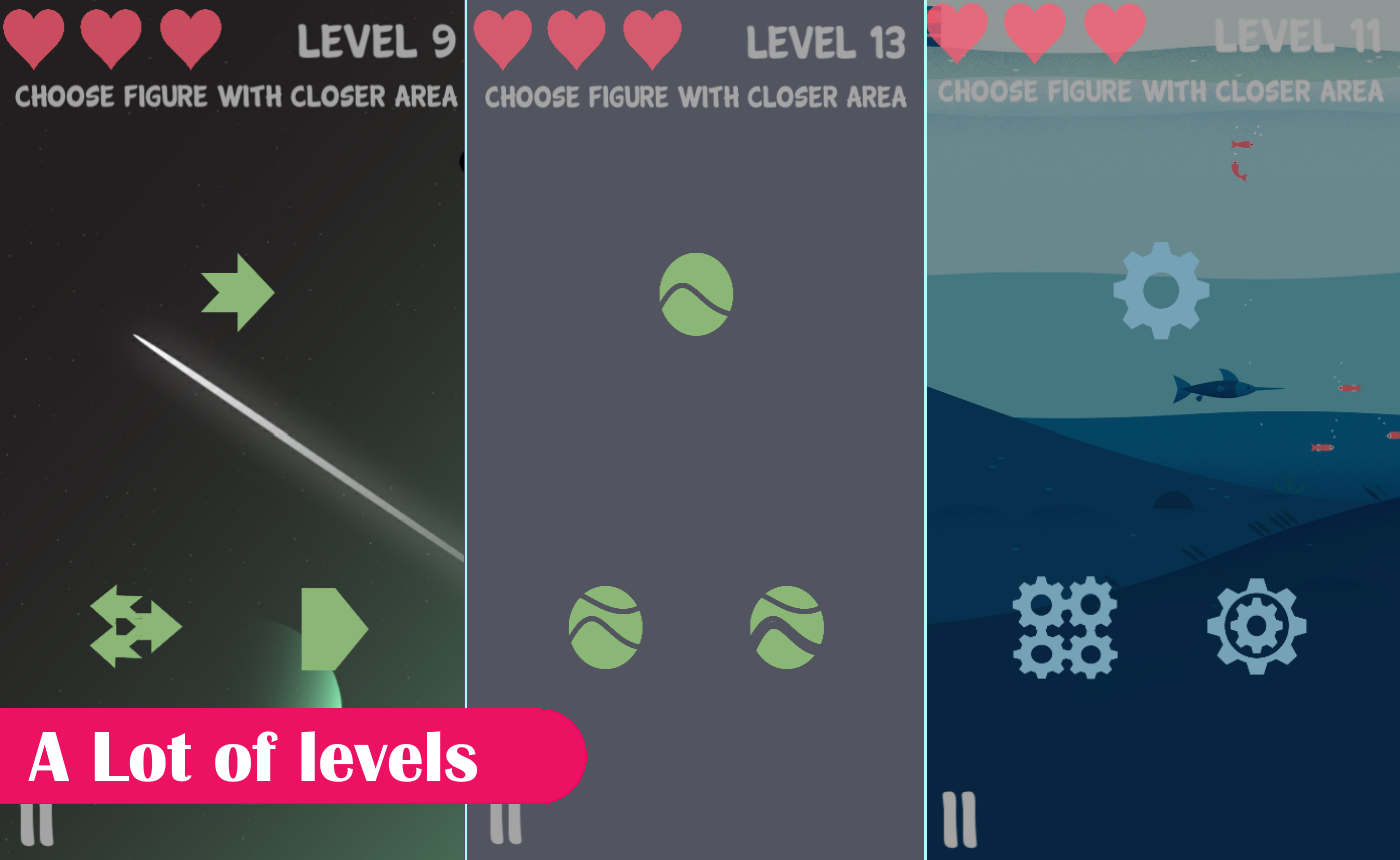 LEVEL 9
CHOOSE FIGURE WITH CLOSER AREA
LEVEL 13
CHOOSE FIGURE WITH CLOSER AREA
LEVEL 11
CHOOSE FIGURE WITH CLOSER AREA
A Lot of levels